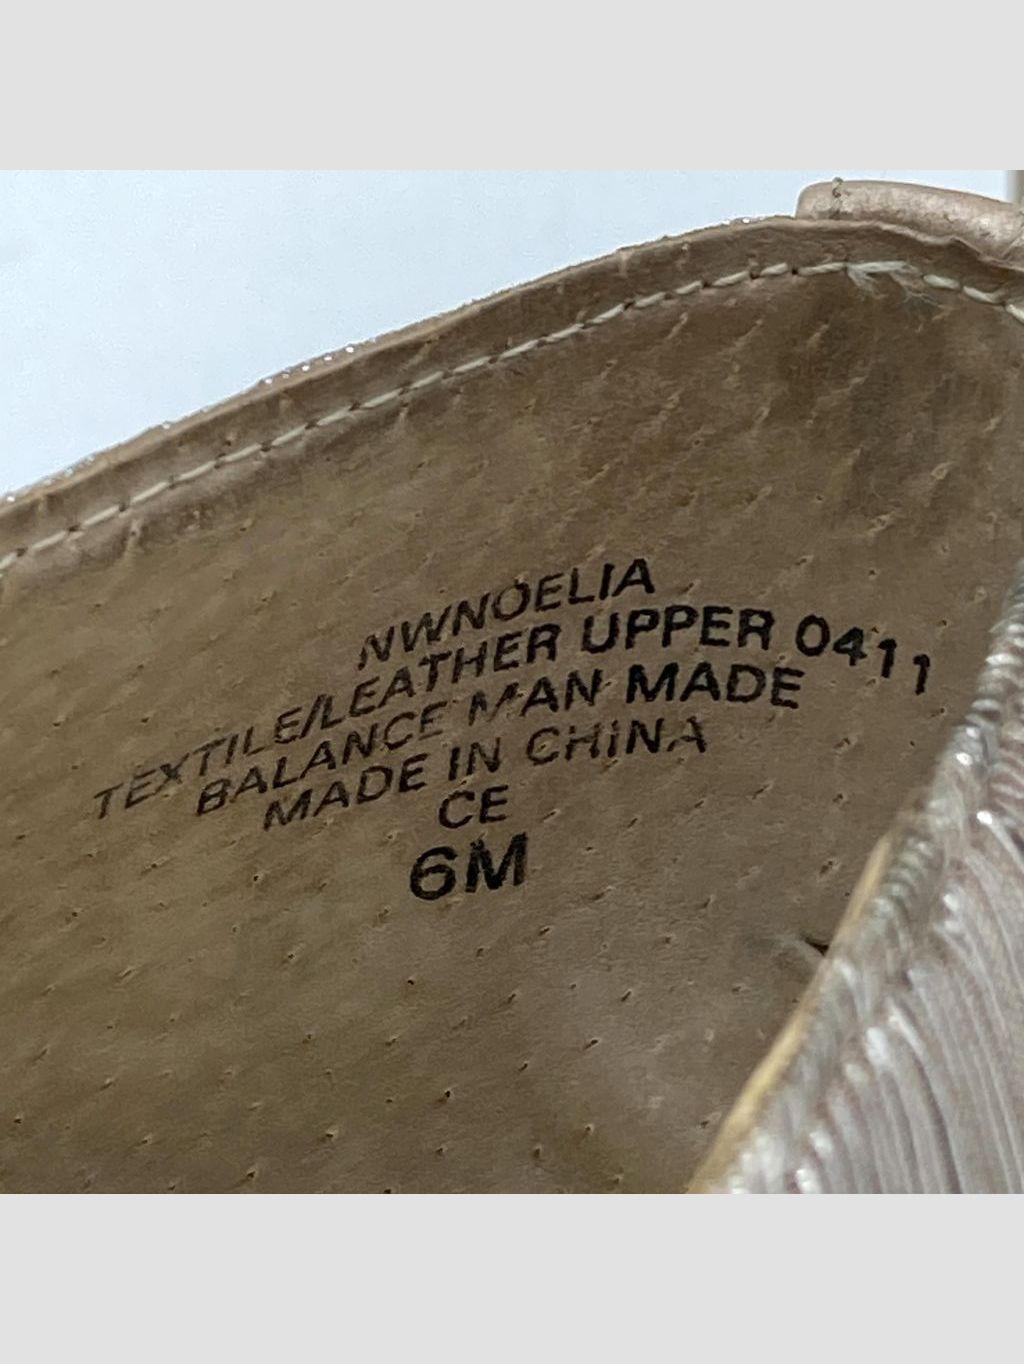 NWNOELIA
TEXTILE/LEATHER UPPER 0411
BALANCE MAN MADE
MADE IN CHINA
CE
6M